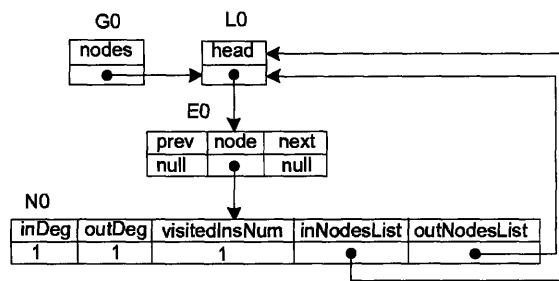 G0 L0
nodes head
E0
prev node next
null null
N0
inDeg outDeg visitedInsNum inNodesList outNodesList
1 1 1